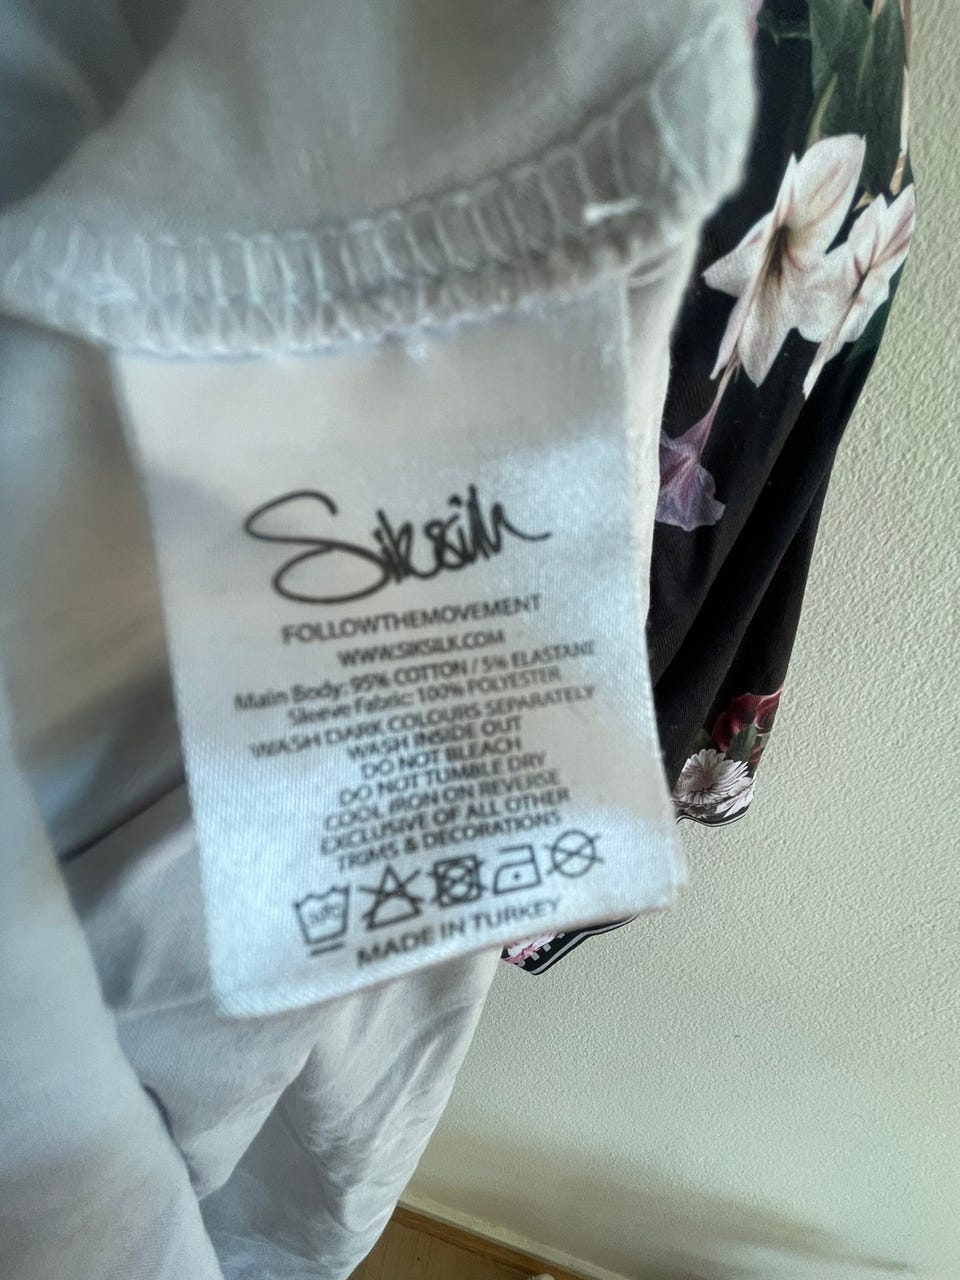 SikSilk
FOLLOWTHEMOVEMENT
WWW.SIKSILK.COM
Main Body: 95% COTTON / 5% ELASTANE
Sleeve Fabric: 100% POLYESTER
WASH DARK COLOURS SEPARATELY
WASH INSIDE OUT
DO NOT BLEACH
DO NOT TUMBLE DRY
COOL IRON ON REVERSE
EXCLUSIVE OF ALL OTHER
TRIMS & DECORATIONS
MADE IN TURKEY